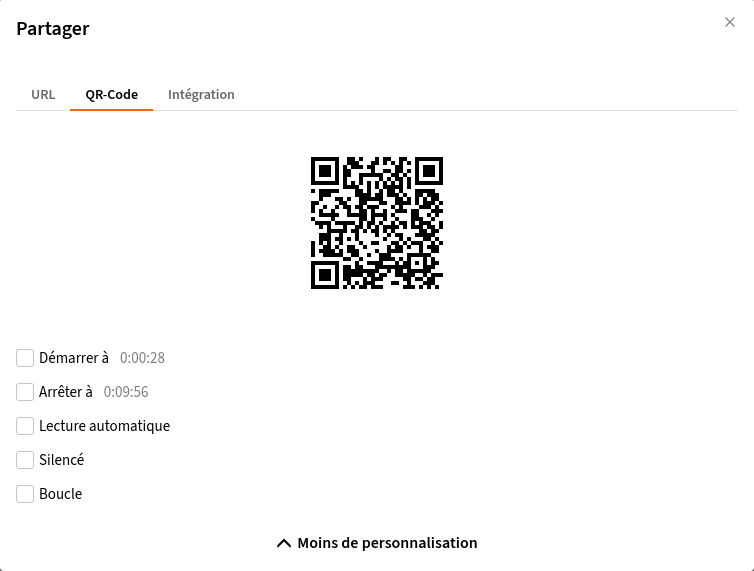 Partager
URL QR-Code Intégration
Démarrer à 0:00:28
Arrêter à 0:09:56
Lecture automatique
Silencé
Boucle
Moins de personnalisation